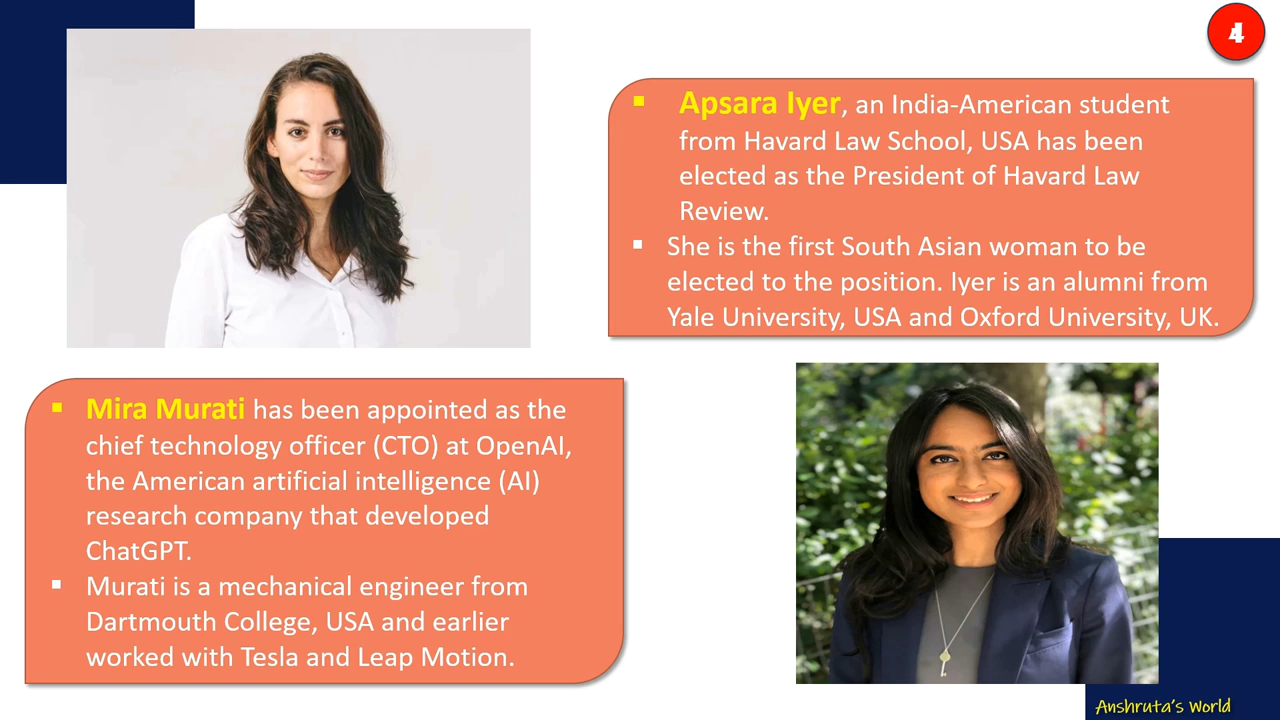 4
Apsara Iyer, an India-American student
from Havard Law School, USA has been
elected as the President of Havard Law
Review.
She is the first South Asian woman to be
elected to the position. Iyer is an alumni from
Yale University, USA and Oxford University, UK.
Mira Murati has been appointed as the
chief technology officer (CTO) at OpenAI,
the American artificial intelligence (AI)
research company that developed
ChatGPT.
Murati is a mechanical engineer from
Dartmouth College, USA and earlier
worked with Tesla and Leap Motion.
Anshruta's World